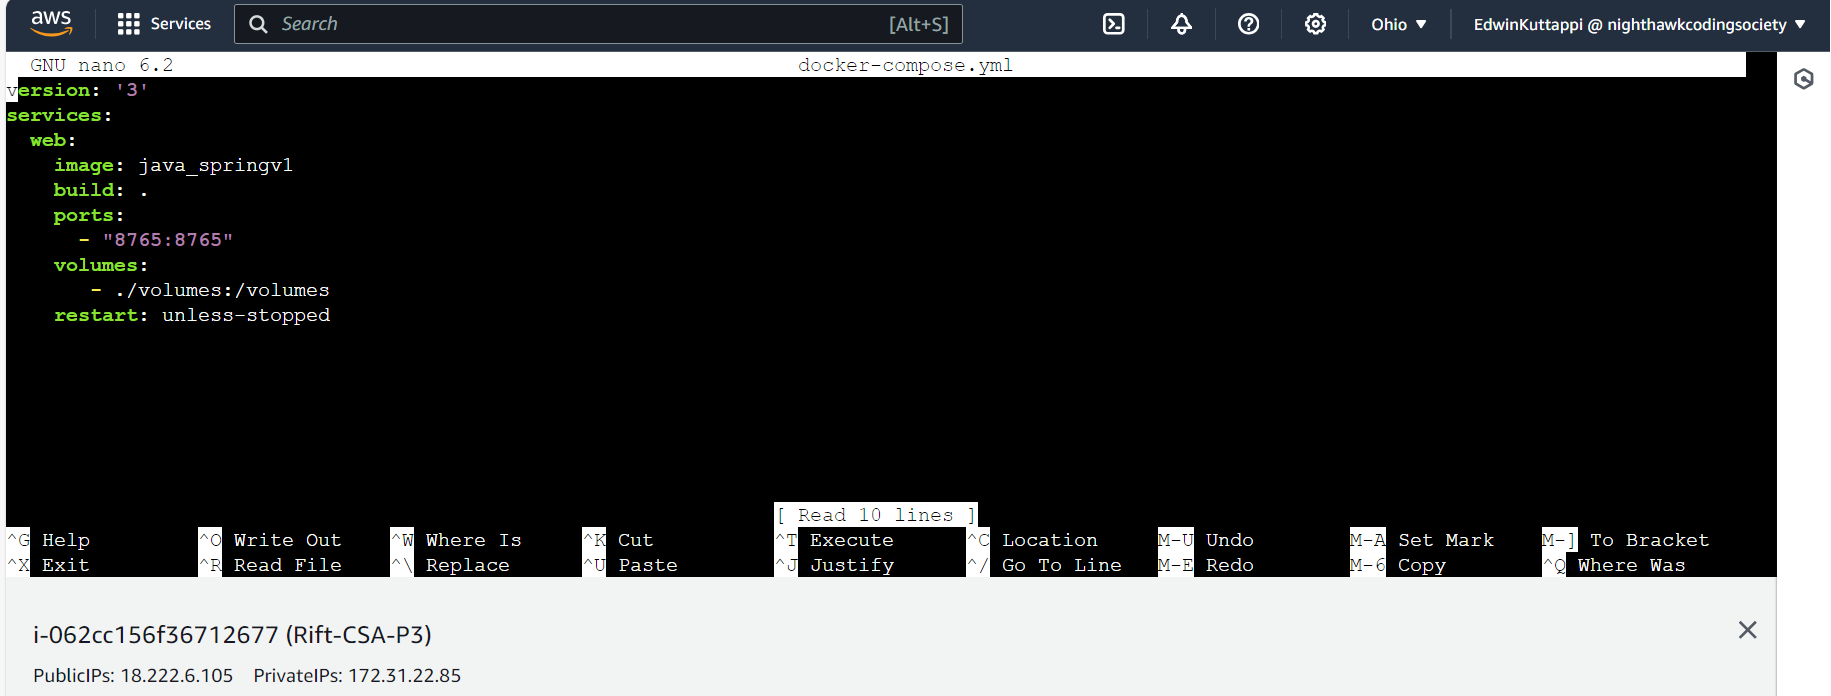 aws Services Search [Alt+S] Ohio EdwinKuttappi @ nighthawkcodingsociety
GNU nano 6.2 docker-compose.yml
version: '3'
services:
  web:
    image: java_springv1
    build: .
    ports:
      - "8765:8765"
    volumes:
       - ./volumes:/volumes
    restart: unless-stopped
[ Read 10 lines ]
^G Help ^O Write Out ^W Where Is ^K Cut ^T Execute ^C Location M-U Undo M-A Set Mark M-] To Bracket
^X Exit ^R Read File ^\ Replace ^U Paste ^J Justify ^/ Go To Line M-E Redo M-6 Copy ^Q Where Was
i-062cc156f36712677 (Rift-CSA-P3)
PublicIPs: 18.222.6.105 PrivateIPs: 172.31.22.85